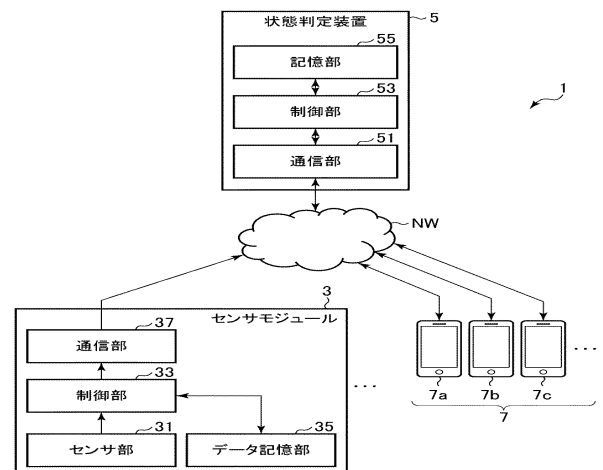 状態判定装置
5
55
記憶部
53
制御部
51
通信部
1
NW
3
センサモジュール
37
通信部
33
制御部
31
センサ部
35
データ記憶部
...
7a
7b
7c
...
7